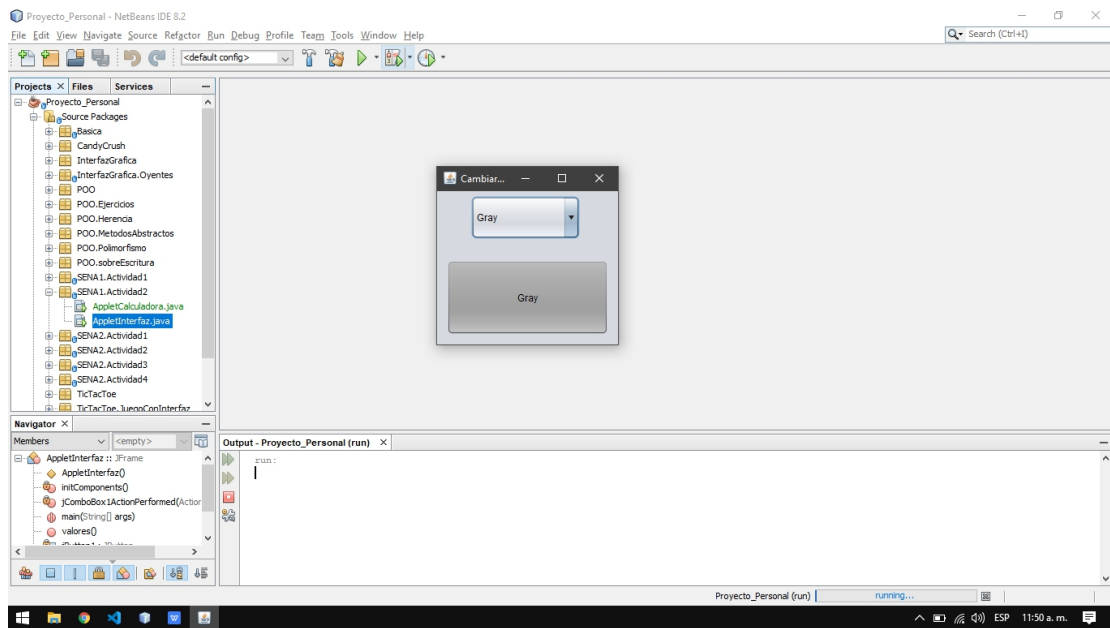 Proyecto_Personal - NetBeans IDE 8.2
File Edit View Navigate Source Refactor Run Debug Profile Team Tools Window Help
Search (Ctrl+I)
<default config>
Projects Files Services
Proyecto_Personal
Source Packages
Basica
CandyCrush
InterfazGrafica
InterfazGrafica.Oyentes
POO
POO.Ejercicios
POO.Herencia
POO.MetodosAbstractos
POO.Polimorfismo
POO.sobreEscritura
SENA1.Actividad1
SENA1.Actividad2
AppletCalculadora.java
AppletInterfaz.java
SENA2.Actividad1
SENA2.Actividad2
SENA2.Actividad3
SENA2.Actividad4
TicTacToe
TicTacToe.JuegoConInterfaz
Cambiar...
Gray
Gray
Navigator
Members <empty>
AppletInterfaz :: JFrame
AppletInterfaz()
initComponents()
jComboBox1ActionPerformed(Action
main(String[] args)
valores()
Output - Proyecto_Personal (run)
run:
Proyecto_Personal (run) running...
ESP 11:50 a. m.